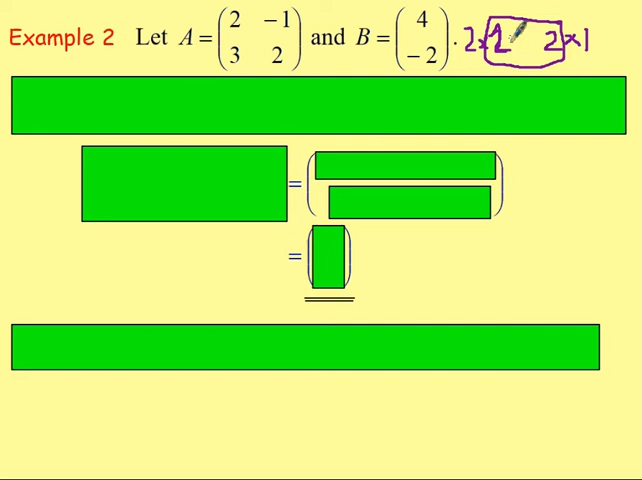 Example 2 Let A = ( 2 -1 ; 3 2 ) and B = ( 4 ; -2 ). 2×2 2×1
= ( )
= ( )